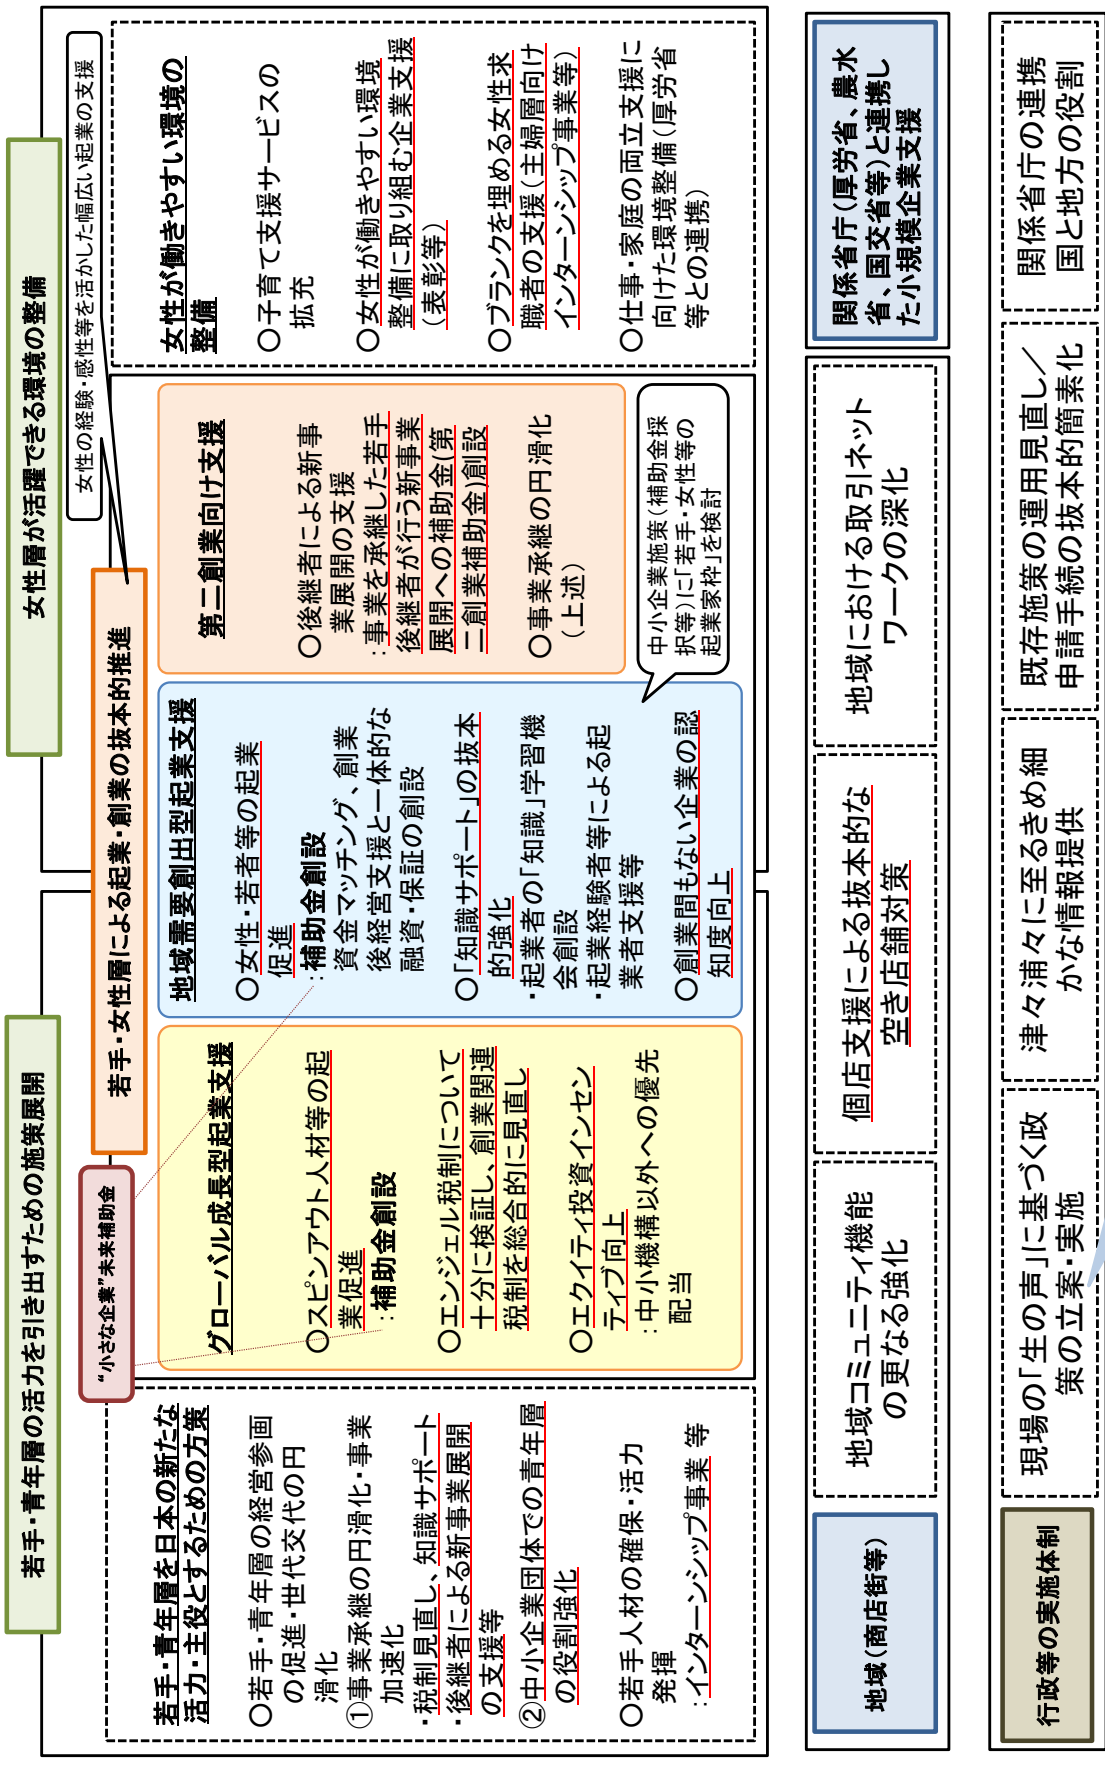 若手・青年層の活力を引き出すための施策展開
女性層が活躍できる環境の整備
女性の経験・感性等を活かした幅広い起業の支援
“小さな企業”未来補助金
若手・女性層による起業・創業の抜本的推進
若手・青年層を日本の新たな
活力・主役とするための方策
○若手・青年層の経営参画
の促進・世代交代の円
滑化
①事業承継の円滑化・事業
加速化
・税制見直し、知識サポート
・後継者による新事業展開
の支援等
②中小企業団体での青年層
の役割強化
○若手人材の確保・活力
発揮
:インターンシップ事業 等
グローバル成長型起業支援
○スピンアウト人材等の起
業促進
:補助金創設
○エンジェル税制について
十分に検証し、創業関連
税制を総合的に見直し
○エクイティ投資インセン
ティブ向上
:中小機構以外への優先
配当
地域需要創出型起業支援
○女性・若者等の起業
促進
:補助金創設
資金マッチング、創業
後経営支援と一体的な
融資・保証の創設
○「知識サポート」の抜本
的強化
・起業者の「知識」学習機
会創設
・起業経験者等による起
業者支援等
○創業間もない企業の認
知度向上
第二創業向け支援
○後継者による新事
業展開の支援
:事業を承継した若手
後継者が行う新事業
展開への補助金(第
二創業補助金)創設
○事業承継の円滑化
(上述)
中小企業施策(補助金採
択等)に「若手・女性等の
起業家枠」を検討
女性が働きやすい環境の
整備
○子育て支援サービスの
拡充
○女性が働きやすい環境
整備に取り組む企業支援
(表彰等)
○ブランクを埋める女性求
職者の支援(主婦層向け
インターンシップ事業等)
○仕事・家庭の両立支援に
向けた環境整備(厚労省
等との連携)
地域(商店街等)
地域コミュニティ機能
の更なる強化
個店支援による抜本的な
空き店舗対策
地域における取引ネット
ワークの深化
関係省庁(厚労省、農水
省、国交省等)と連携し
た小規模企業支援
行政等の実施体制
現場の「生の声」に基づく政
策の立案・実施
津々浦々に至るきめ細
かな情報提供
既存施策の運用見直し/
申請手続の抜本的簡素化
関係省庁の連携
国と地方の役割